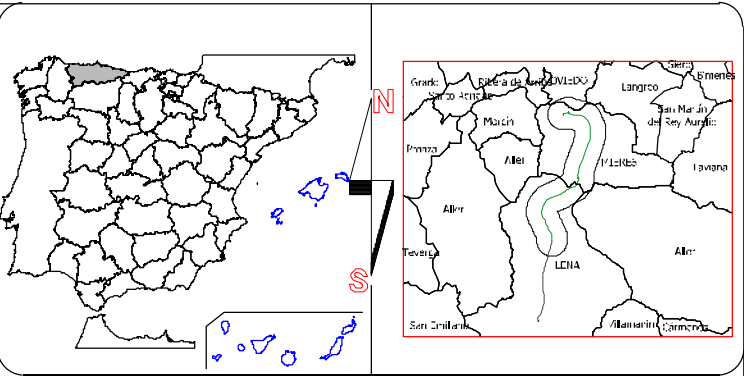 N
S
Grado
Ribera de Arriba
OVIEDO
Siero
Bimenes
Langreo
Santo Adriano
Morcín
San Martín
del Rey Aurelio
Proaza
Aller
MIERES
Laviana
Aller
Teverga
LENA
Aller
San Emiliano
Villamanín
Cármenes